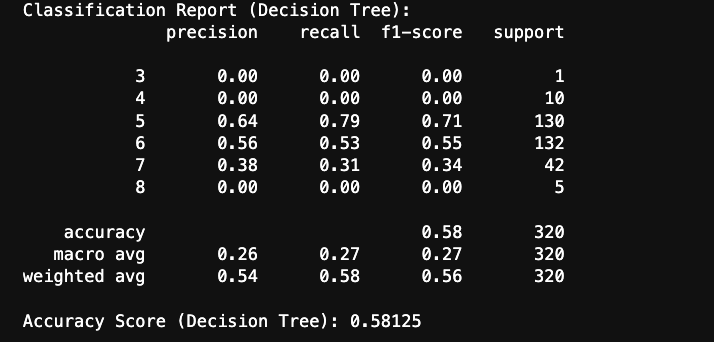 Classification Report (Decision Tree):
precision recall f1-score support
3 0.00 0.00 0.00 1
4 0.00 0.00 0.00 10
5 0.64 0.79 0.71 130
6 0.56 0.53 0.55 132
7 0.38 0.31 0.34 42
8 0.00 0.00 0.00 5
accuracy 0.58 320
macro avg 0.26 0.27 0.27 320
weighted avg 0.54 0.58 0.56 320
Accuracy Score (Decision Tree): 0.58125